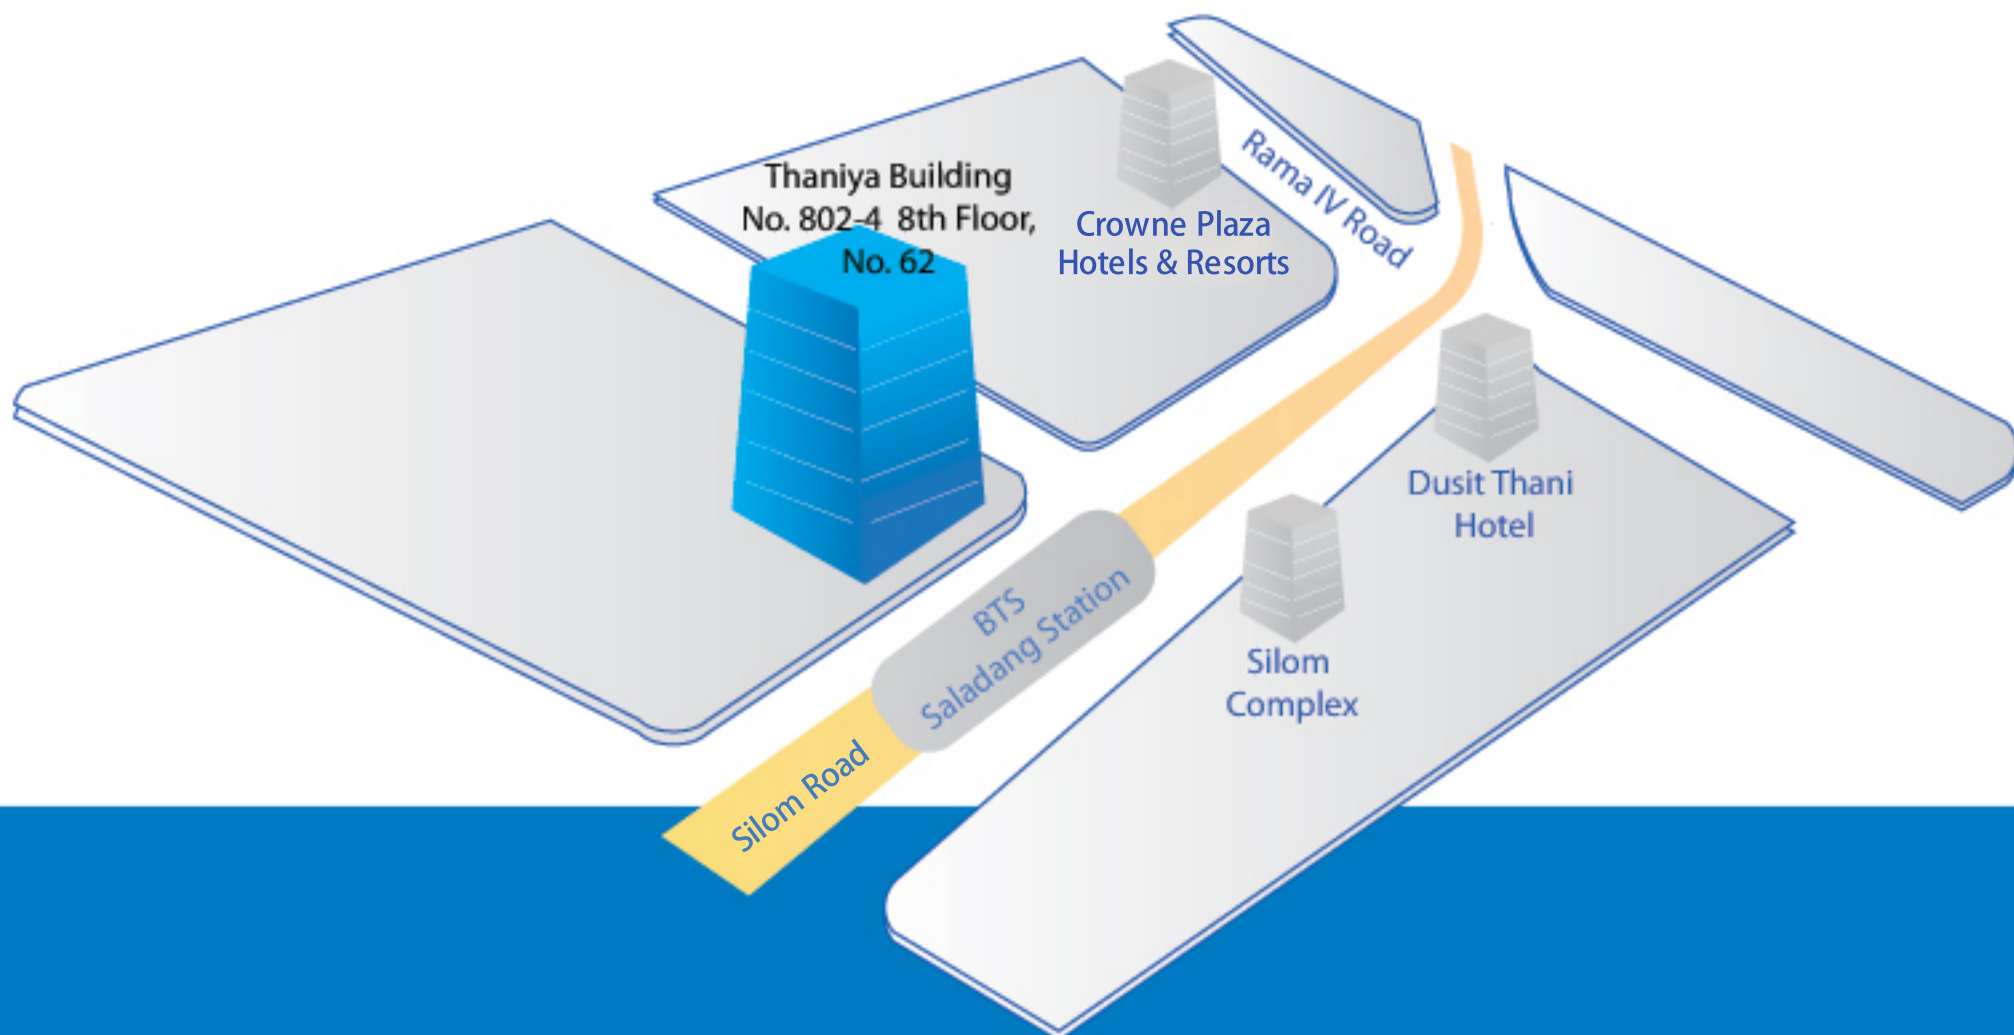 Thaniya Building
No. 802-4  8th Floor,
No. 62
Crowne Plaza
Hotels & Resorts
Rama IV Road
Dusit Thani
Hotel
BTS
Saladang Station
Silom
Complex
Silom Road